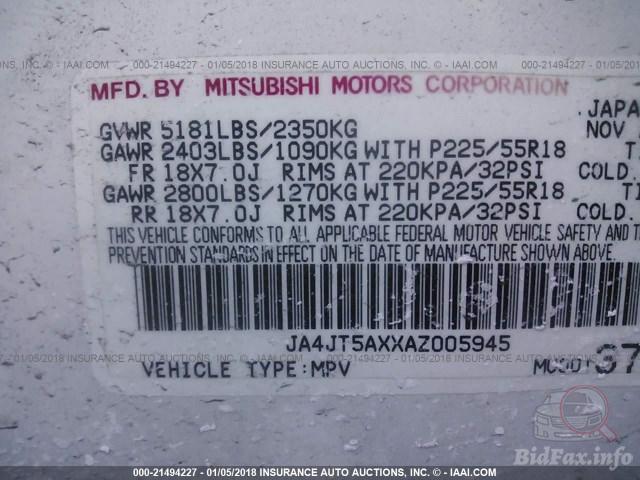 000-21494227 - 01/05/2018 INSURANCE AUTO AUCTIONS, INC. - IAAI.COM
MFD. BY MITSUBISHI MOTORS CORPORATION
JAPA
GVWR 5181LBS/2350KG NOV
GAWR 2403LBS/1090KG WITH P225/55R18 TI
FR 18X7.0J RIMS AT 220KPA/32PSI COLD.
GAWR 2800LBS/1270KG WITH P225/55R18 TI
RR 18X7.0J RIMS AT 220KPA/32PSI COLD.
THIS VEHICLE CONFORMS TO ALL APPLICABLE FEDERAL MOTOR VEHICLE SAFETY AND T
PREVENTION STANDARDS IN EFFECT ON THE DATE OF MANUFACTURE SHOWN ABOVE.
JA4JT5AXXAZ005945
VEHICLE TYPE:MPV
BidFax.info
000-21494227 - 01/05/2018 INSURANCE AUTO AUCTIONS, INC. - IAAI.COM